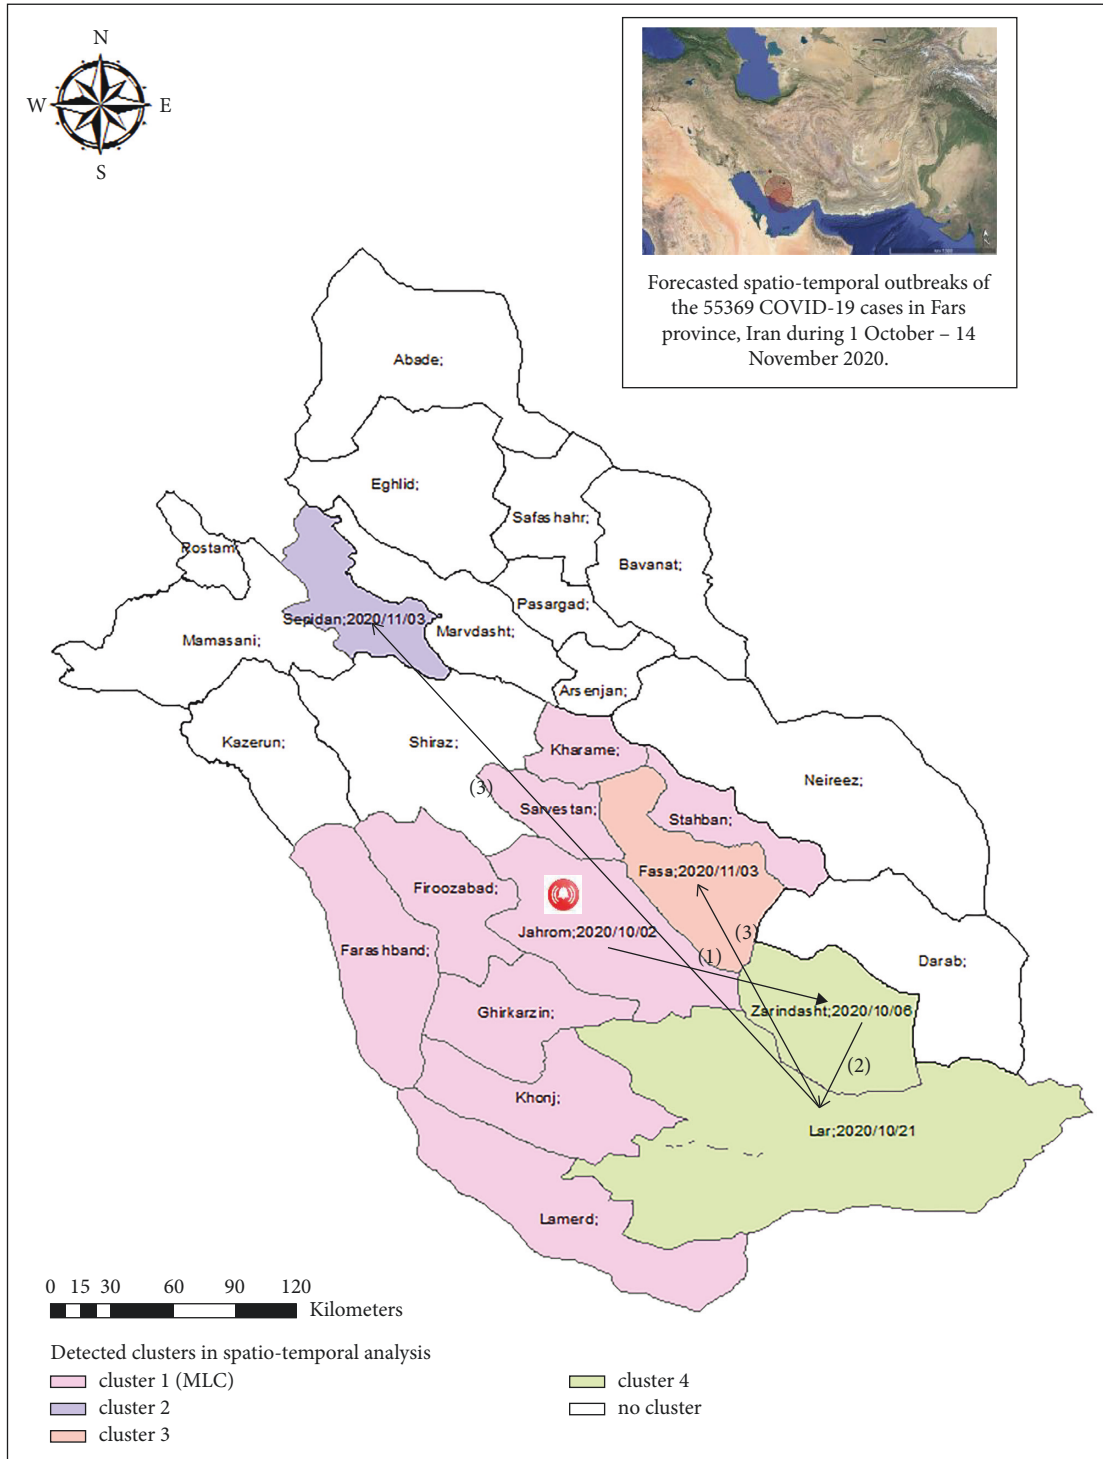 N
W E
S
Forecasted spatio-temporal outbreaks of
the 55369 COVID-19 cases in Fars
province, Iran during 1 October – 14
November 2020.
Abade;
Eghlid;
Safashahr;
Rostam;
Bavanat;
Pasargad;
Sepidan;2020/11/03
Marvdasht;
Mamasani;
Arsenjan;
Kazerun;
Shiraz;
Kharame;
Neireez;
(3)
Sarvestan;
Stahban;
Fasa;2020/11/03
Firoozabad;
Jahrom;2020/10/02
(3)
Farashband;
(1)
Darab;
Ghirkarzin;
Zarindasht;2020/10/06
(2)
Khonj;
Lar;2020/10/21
Lamerd;
0 15 30 60 90 120
Kilometers
Detected clusters in spatio-temporal analysis
cluster 1 (MLC)
cluster 2
cluster 3
cluster 4
no cluster